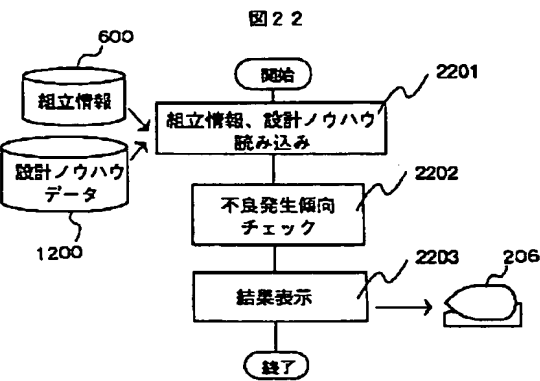 図22
600
組立情報
設計ノウハウ
データ
1200
開始
2201
組立情報、設計ノウハウ
読み込み
2202
不良発生傾向
チェック
2203
結果表示
206
終了